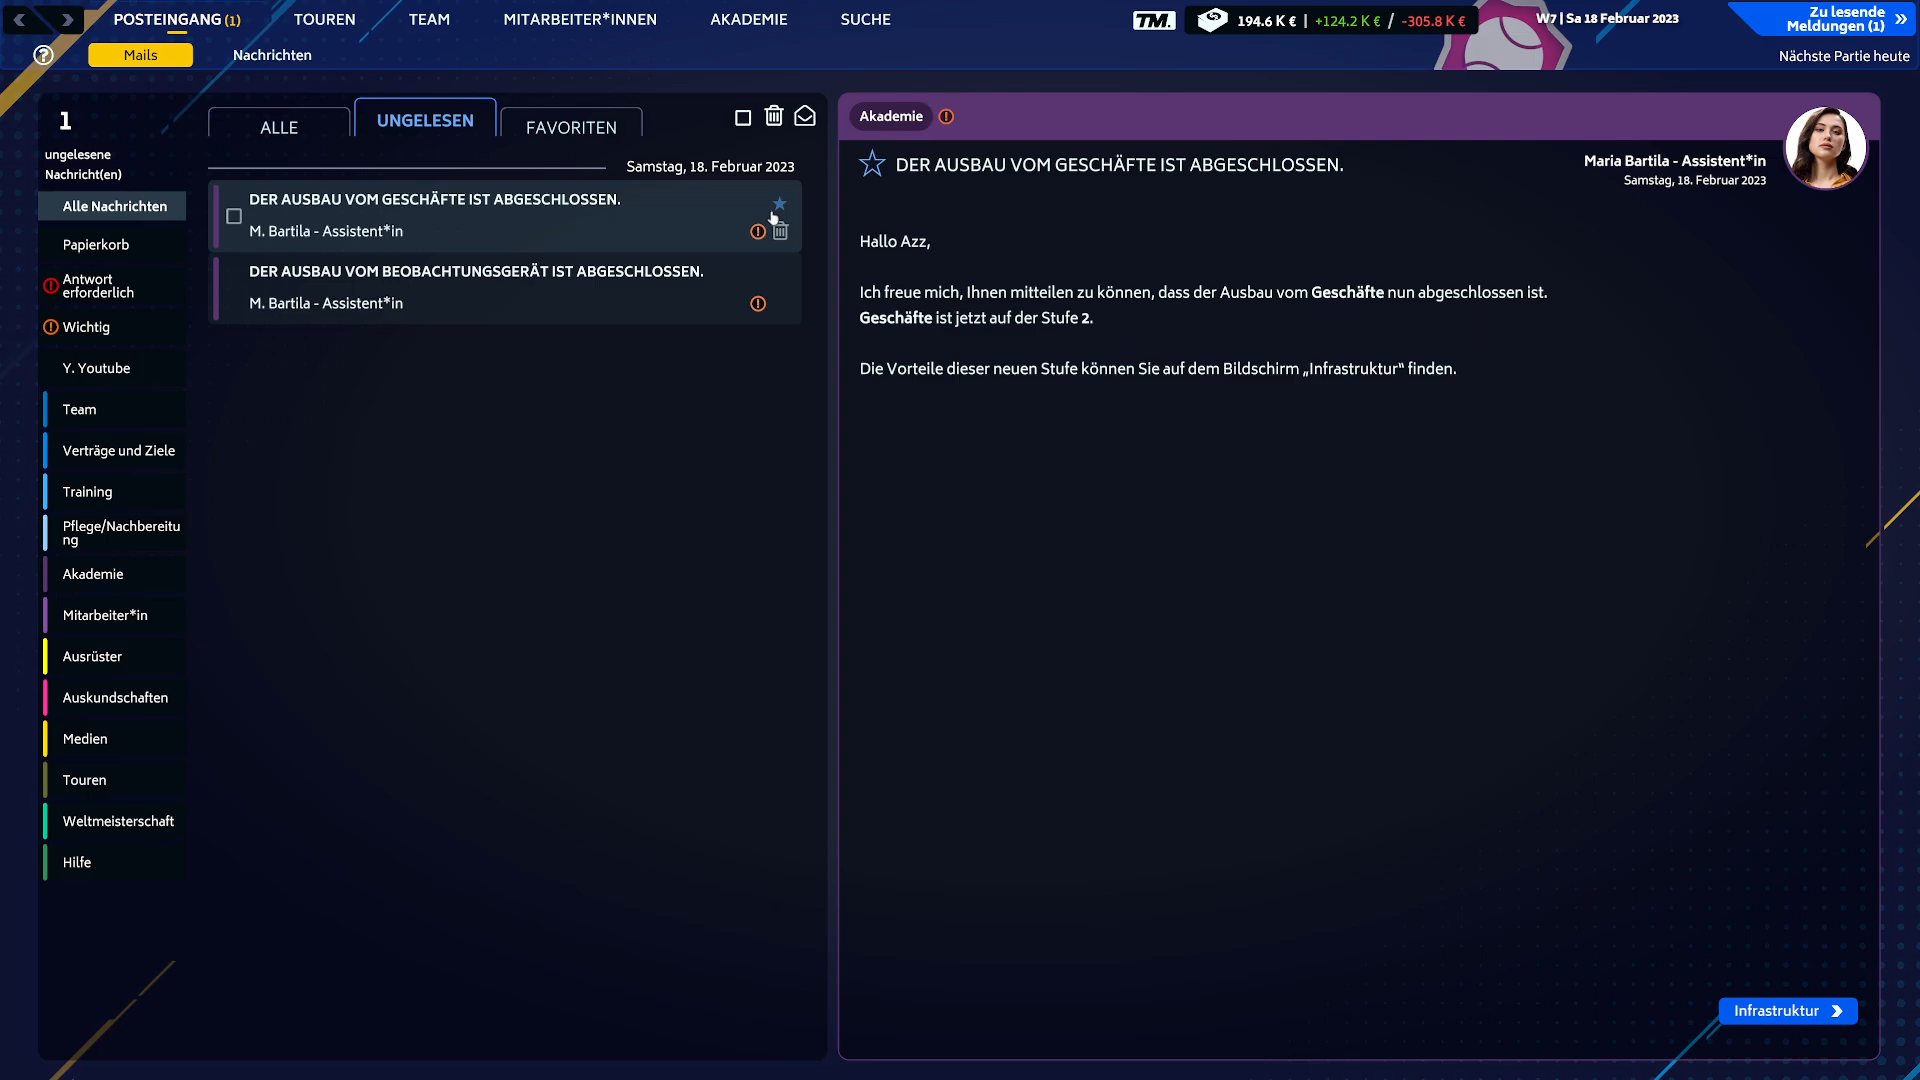 POSTEINGANG (1)
TOUREN
TEAM
MITARBEITER*INNEN
AKADEMIE
SUCHE
TM.
194.6 K € | +124.2 K € / -305.8 K €
W7 | Sa 18 Februar 2023
Zu lesende
Meldungen (1)
Mails
Nachrichten
Nächste Partie heute
1
ungelesene
Nachricht(en)
Alle Nachrichten
Papierkorb
Antwort
erforderlich
Wichtig
Y. Youtube
Team
Verträge und Ziele
Training
Pflege/Nachbereitu
ng
Akademie
Mitarbeiter*in
Ausrüster
Auskundschaften
Medien
Touren
Weltmeisterschaft
Hilfe
ALLE
UNGELESEN
FAVORITEN
Samstag, 18. Februar 2023
DER AUSBAU VOM GESCHÄFTE IST ABGESCHLOSSEN.
M. Bartila - Assistent*in
DER AUSBAU VOM BEOBACHTUNGSGERÄT IST ABGESCHLOSSEN.
M. Bartila - Assistent*in
Akademie
DER AUSBAU VOM GESCHÄFTE IST ABGESCHLOSSEN.
Maria Bartila - Assistent*in
Samstag, 18. Februar 2023
Hallo Azz,
Ich freue mich, Ihnen mitteilen zu können, dass der Ausbau vom Geschäfte nun abgeschlossen ist.
Geschäfte ist jetzt auf der Stufe 2.
Die Vorteile dieser neuen Stufe können Sie auf dem Bildschirm „Infrastruktur" finden.
Infrastruktur